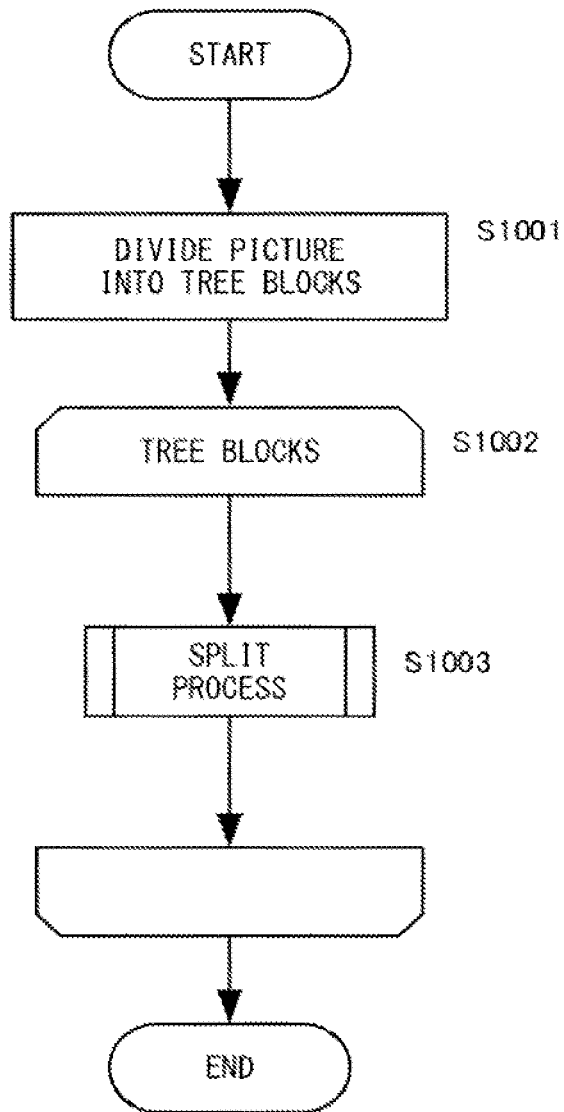 START
DIVIDE PICTURE
INTO TREE BLOCKS
S1001
TREE BLOCKS
S1002
SPLIT
PROCESS
S1003
END